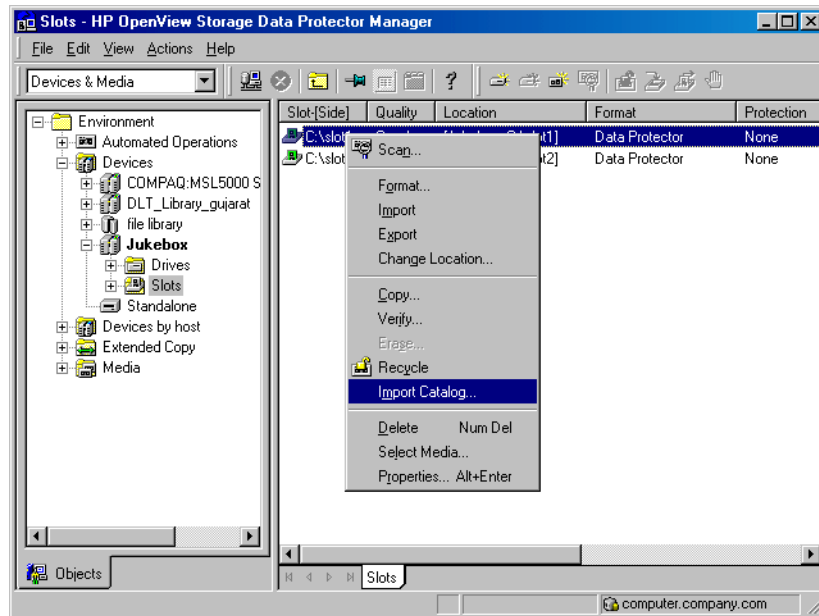 Slots - HP OpenView Storage Data Protector Manager
File Edit View Actions Help
Devices & Media
Environment
Automated Operations
Devices
COMPAQ:MSL5000 S
DLT_Library_gujarat
file library
Jukebox
Drives
Slots
Standalone
Devices by host
Extended Copy
Media
Objects
Slot-[Side] Quality Location Format Protection
Data Protector None
C:\slot t2] Data Protector None
Scan...
Format...
Import
Export
Change Location...
Copy...
Verify...
Erase...
Recycle
Import Catalog...
Delete Num Del
Select Media...
Properties... Alt+Enter
Slots
computer.company.com